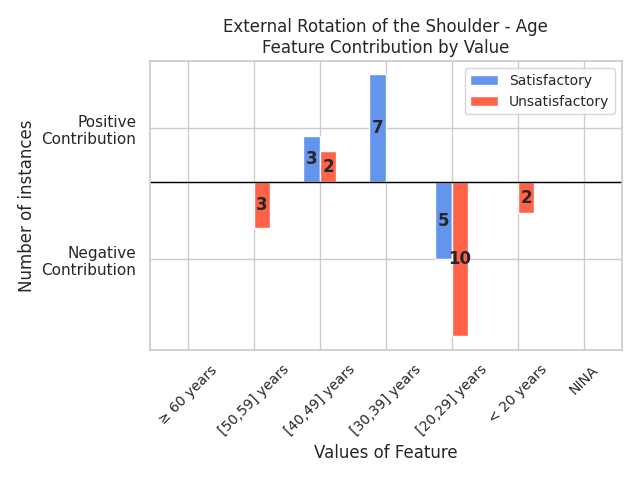 External Rotation of the Shoulder - Age
Feature Contribution by Value
Satisfactory
Unsatisfactory
Positive
Contribution
Negative
Contribution
Number of instances
3
3
2
7
5
10
2
≥ 60 years
[50,59] years
[40,49] years
[30,39] years
[20,29] years
< 20 years
NINA
Values of Feature